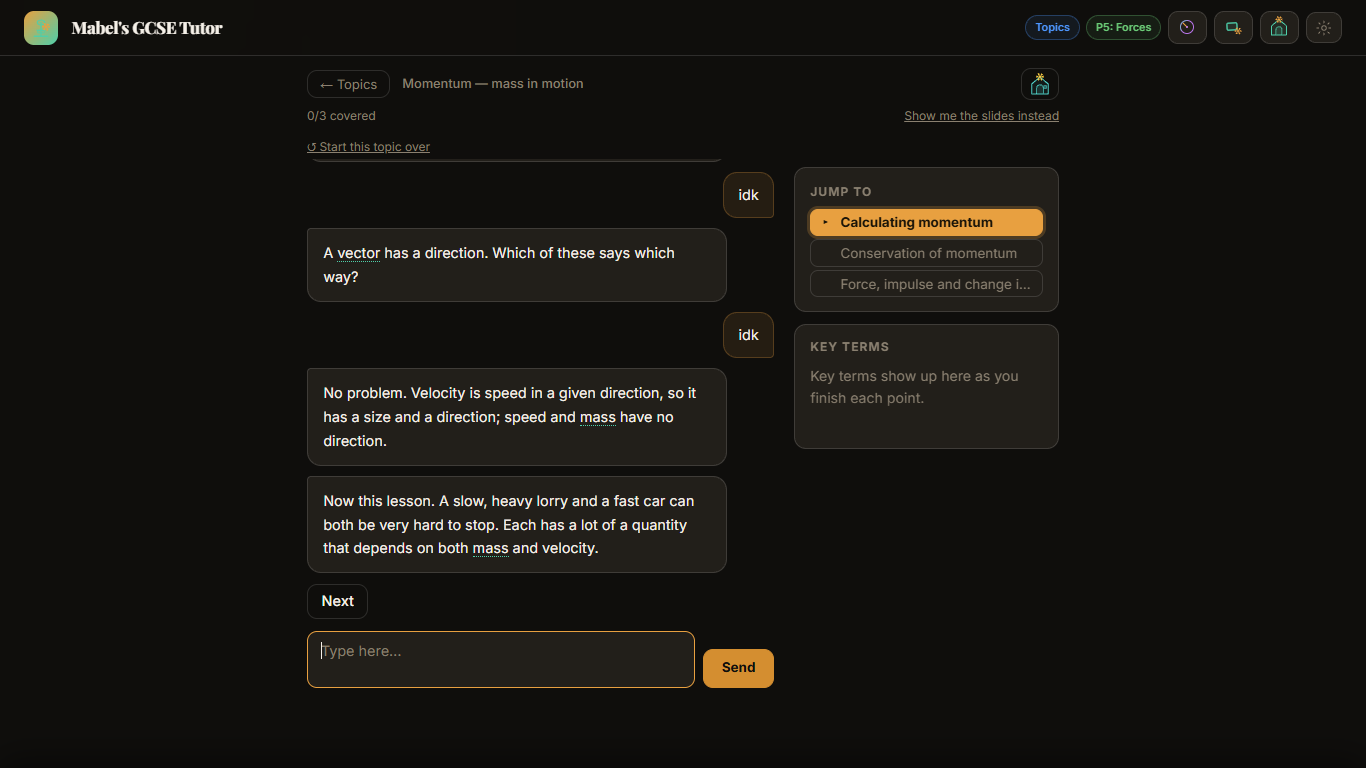 Mabel's GCSE Tutor
Topics
P5: Forces
← Topics
Momentum — mass in motion
0/3 covered
Show me the slides instead
↺ Start this topic over
idk
A vector has a direction. Which of these says which
way?
idk
No problem. Velocity is speed in a given direction, so it
has a size and a direction; speed and mass have no
direction.
Now this lesson. A slow, heavy lorry and a fast car can
both be very hard to stop. Each has a lot of a quantity
that depends on both mass and velocity.
Next
Type here...
Send
JUMP TO
‣ Calculating momentum
Conservation of momentum
Force, impulse and change i...
KEY TERMS
Key terms show up here as you
finish each point.